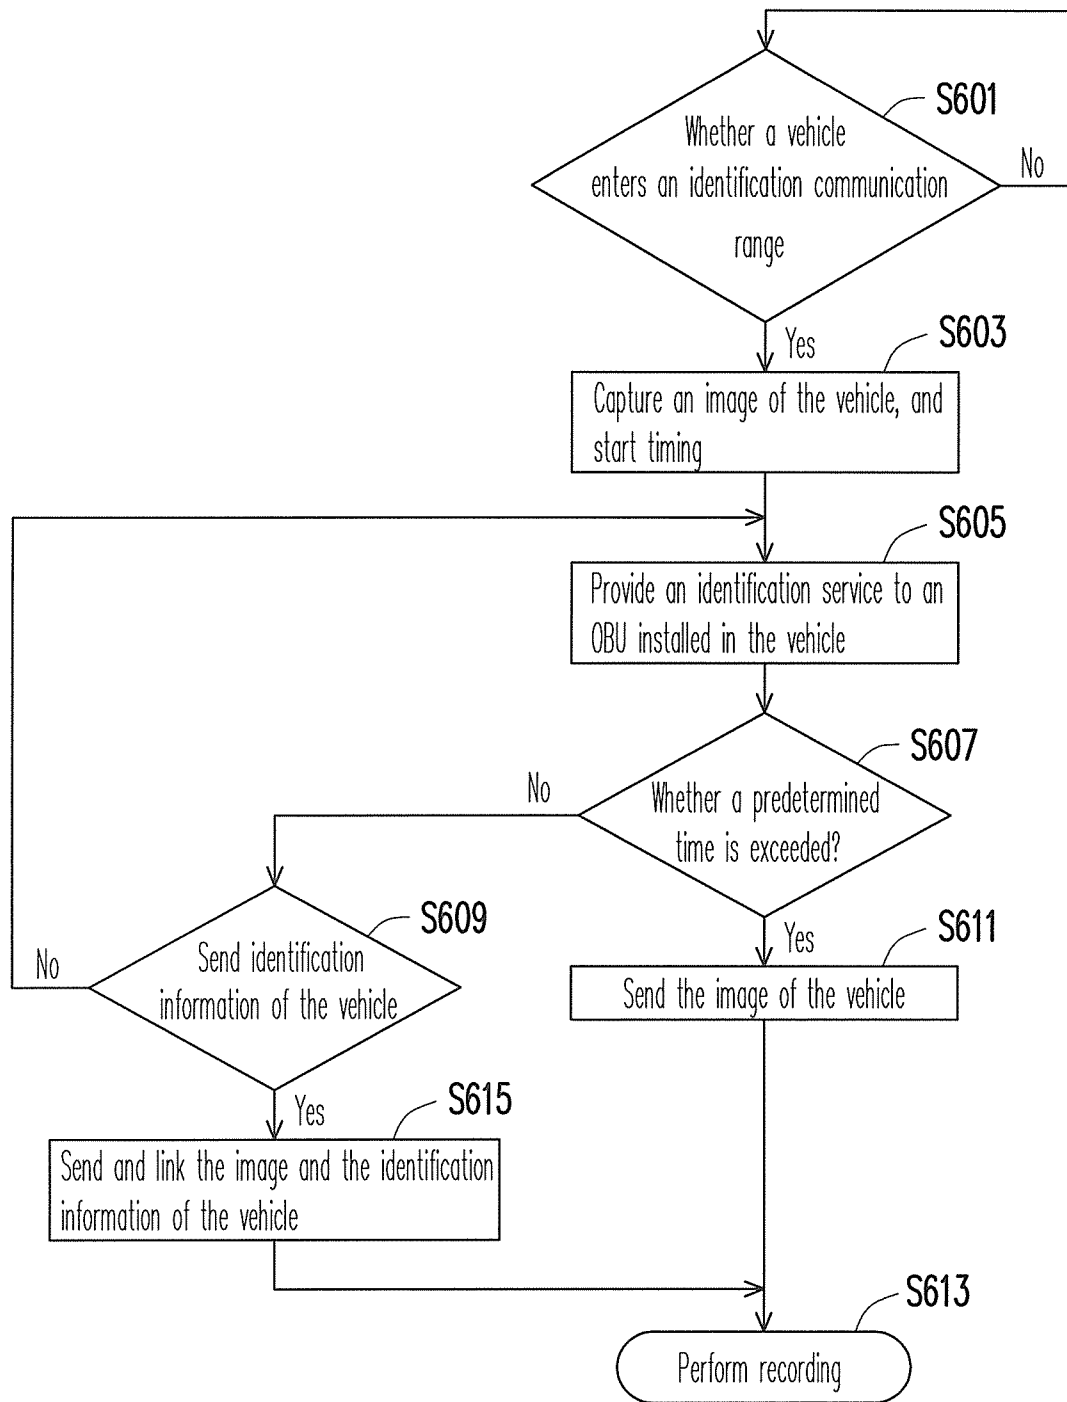 S601
Whether a vehicle
enters an identification communication
range
No
Yes
S603
Capture an image of the vehicle, and
start timing
S605
Provide an identification service to an
OBU installed in the vehicle
S607
Whether a predetermined
time is exceeded?
No
Yes
S609
Send identification
information of the vehicle
No
Yes
S611
Send the image of the vehicle
S615
Send and link the image and the identification
information of the vehicle
S613
Perform recording